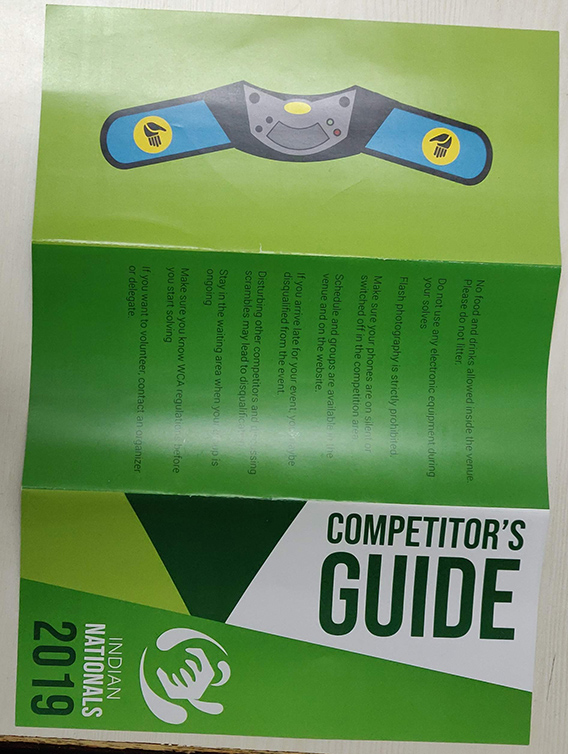 COMPETITOR'S
GUIDE
INDIAN
NATIONALS
2019
No food and drinks allowed inside the venue.
Please do not litter.
Do not use any electronic equipment during
your solves
Flash photography is strictly prohibited.
Make sure your phones are on silent or
switched off in the competition
Schedule and groups are available in the
venue and on the website.
If you arrive late for your event, be
disqualified from the event.
Disturbing other competitors and
scrambles may lead to
Stay in the waiting area when your is
ongoing
Make sure you know WCA before
you start solving
If you want to volunteer, contact an organizer
or delegate.